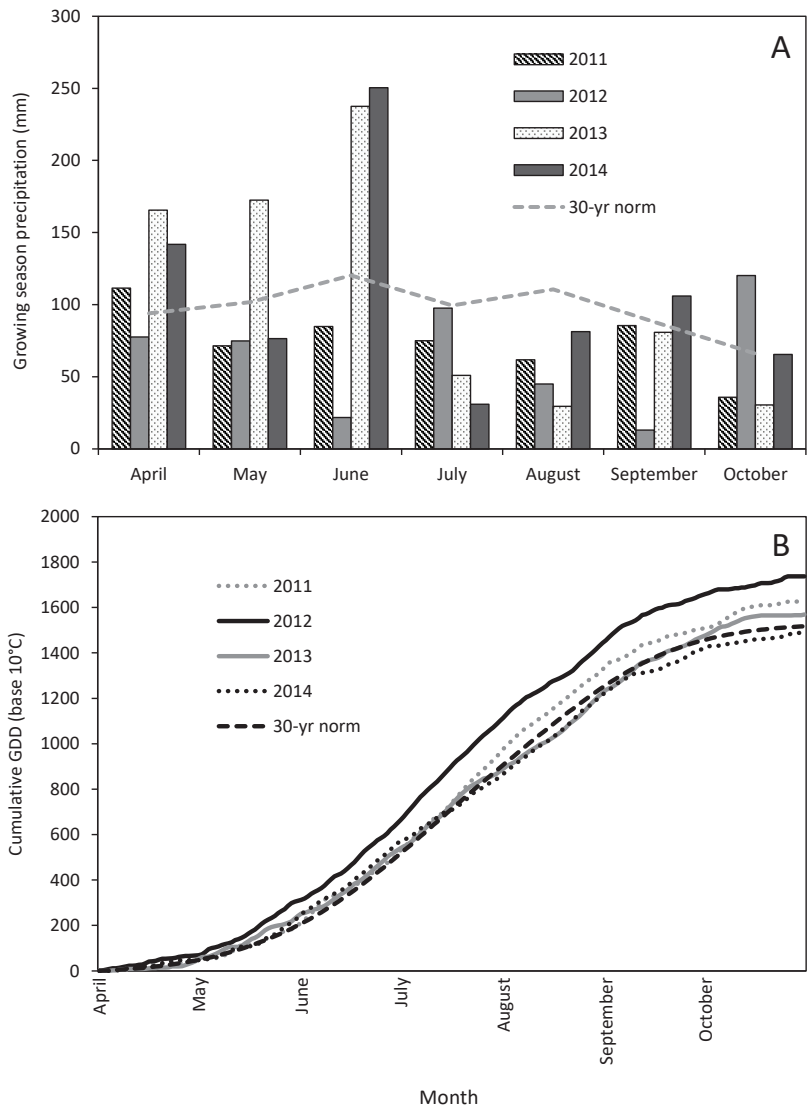 300
250
200
150
100
50
0
Growing season precipitation (mm)
A
2011
2012
2013
2014
30-yr norm
April May June July August September October
2000
1800
1600
1400
1200
1000
800
600
400
200
0
Cumulative GDD (base 10°C)
B
2011
2012
2013
2014
30-yr norm
April
May
June
July
August
September
October
Month